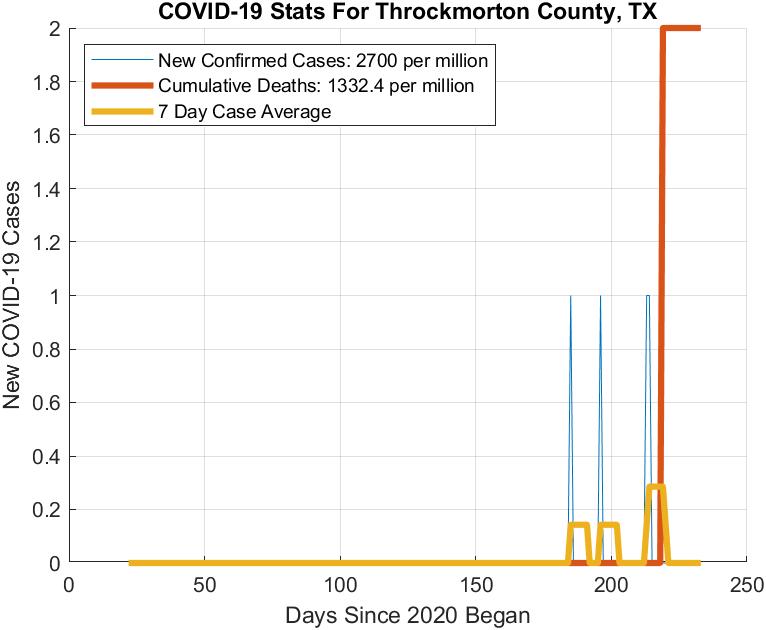 COVID-19 Stats For Throckmorton County, TX
New Confirmed Cases: 2700 per million
Cumulative Deaths: 1332.4 per million
7 Day Case Average
New COVID-19 Cases
2
1.8
1.6
1.4
1.2
1
0.8
0.6
0.4
0.2
0
0 50 100 150 200 250
Days Since 2020 Began